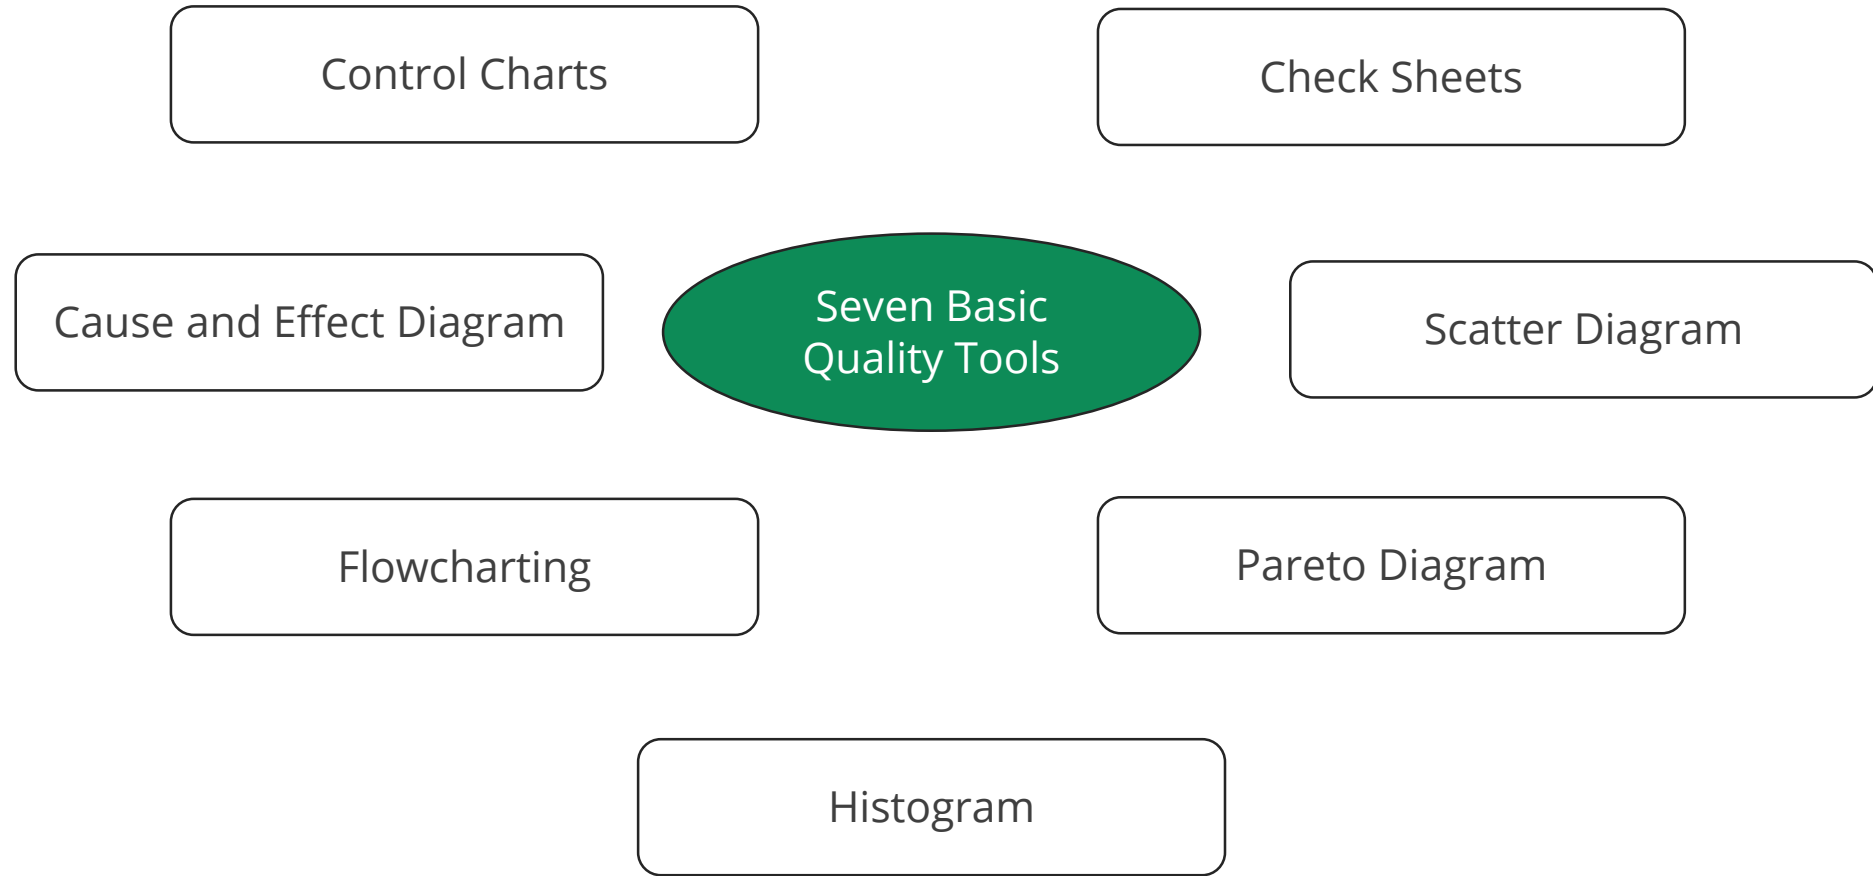 Control Charts
Check Sheets
Cause and Effect Diagram
Seven Basic
Quality Tools
Scatter Diagram
Flowcharting
Pareto Diagram
Histogram